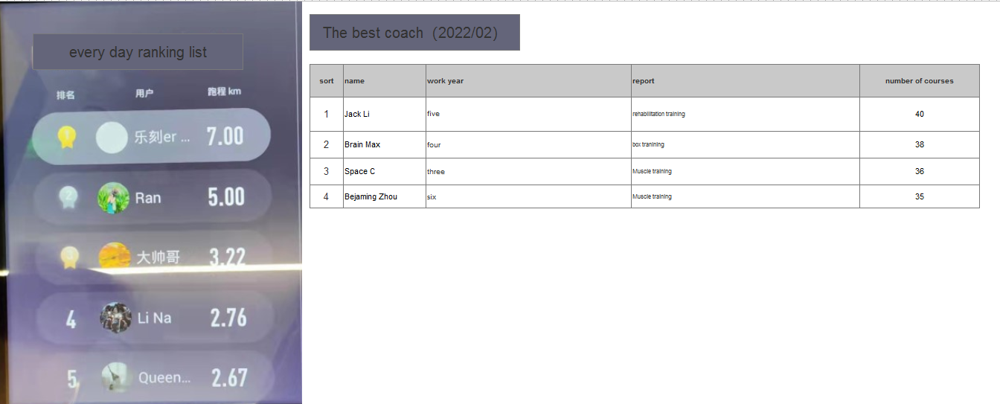 every day ranking list
排名 用户 跑程 km
1 乐刻er ... 7.00
2 Ran 5.00
3 大帅哥 3.22
4 Li Na 2.76
5 Queen... 2.67
The best coach（2022/02）
sort name work year report number of courses
1 Jack Li five rehabilitation training 40
2 Brain Max four box tranining 38
3 Space C three Muscle training 36
4 Bejaming Zhou six Muscle training 35